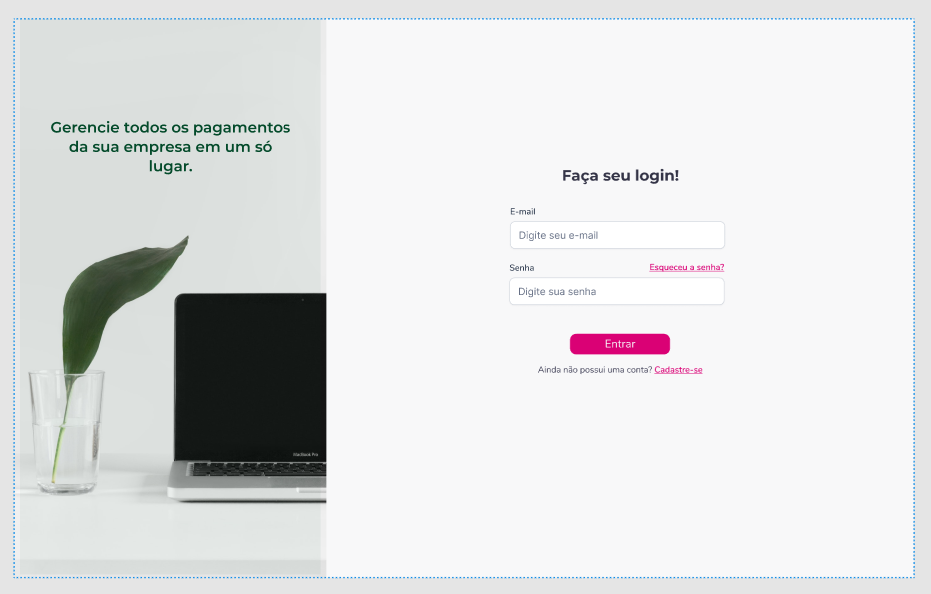 Gerencie todos os pagamentos
da sua empresa em um só
lugar.
MacBook Pro
Faça seu login!
E-mail
Digite seu e-mail
Senha Esqueceu a senha?
Digite sua senha
Entrar
Ainda não possui uma conta? Cadastre-se